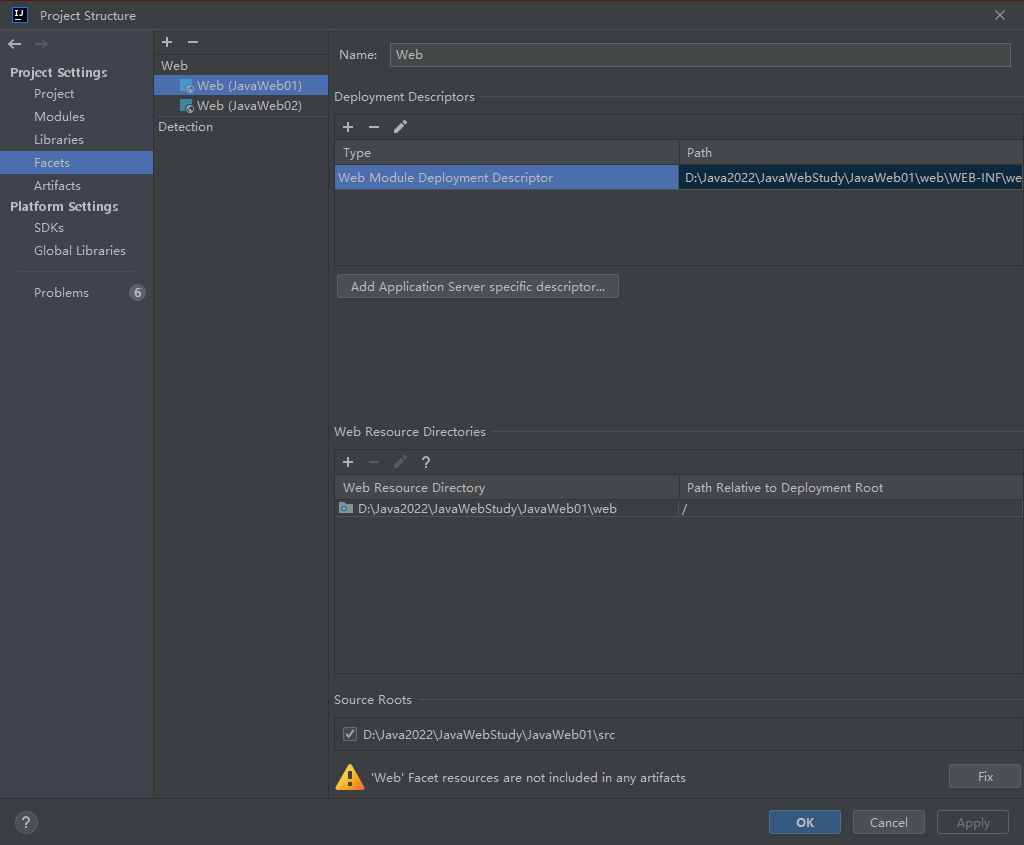 Project Structure
Project Settings
Project
Modules
Libraries
Facets
Artifacts
Platform Settings
SDKs
Global Libraries
Problems 6
Web
Web (JavaWeb01)
Web (JavaWeb02)
Detection
Name: Web
Deployment Descriptors
Type Path
Web Module Deployment Descriptor D:\Java2022\JavaWebStudy\JavaWeb01\web\WEB-INF\we
Add Application Server specific descriptor...
Web Resource Directories
?
Web Resource Directory Path Relative to Deployment Root
D:\Java2022\JavaWebStudy\JavaWeb01\web /
Source Roots
D:\Java2022\JavaWebStudy\JavaWeb01\src
'Web' Facet resources are not included in any artifacts Fix
? OK Cancel Apply